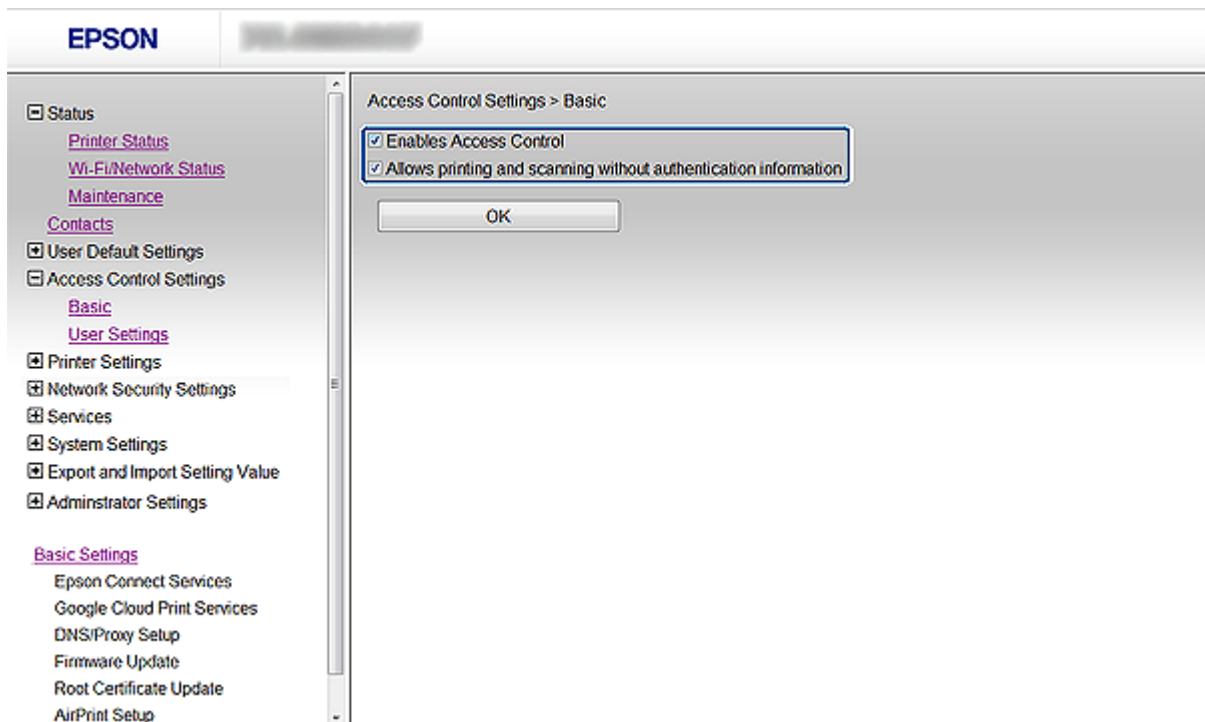 EPSON
Status
Printer Status
Wi-Fi/Network Status
Maintenance
Contacts
User Default Settings
Access Control Settings
Basic
User Settings
Printer Settings
Network Security Settings
Services
System Settings
Export and Import Setting Value
Adminstrator Settings
Basic Settings
Epson Connect Services
Google Cloud Print Services
DNS/Proxy Setup
Firmware Update
Root Certificate Update
AirPrint Setup
Access Control Settings > Basic
Enables Access Control
Allows printing and scanning without authentication information
OK